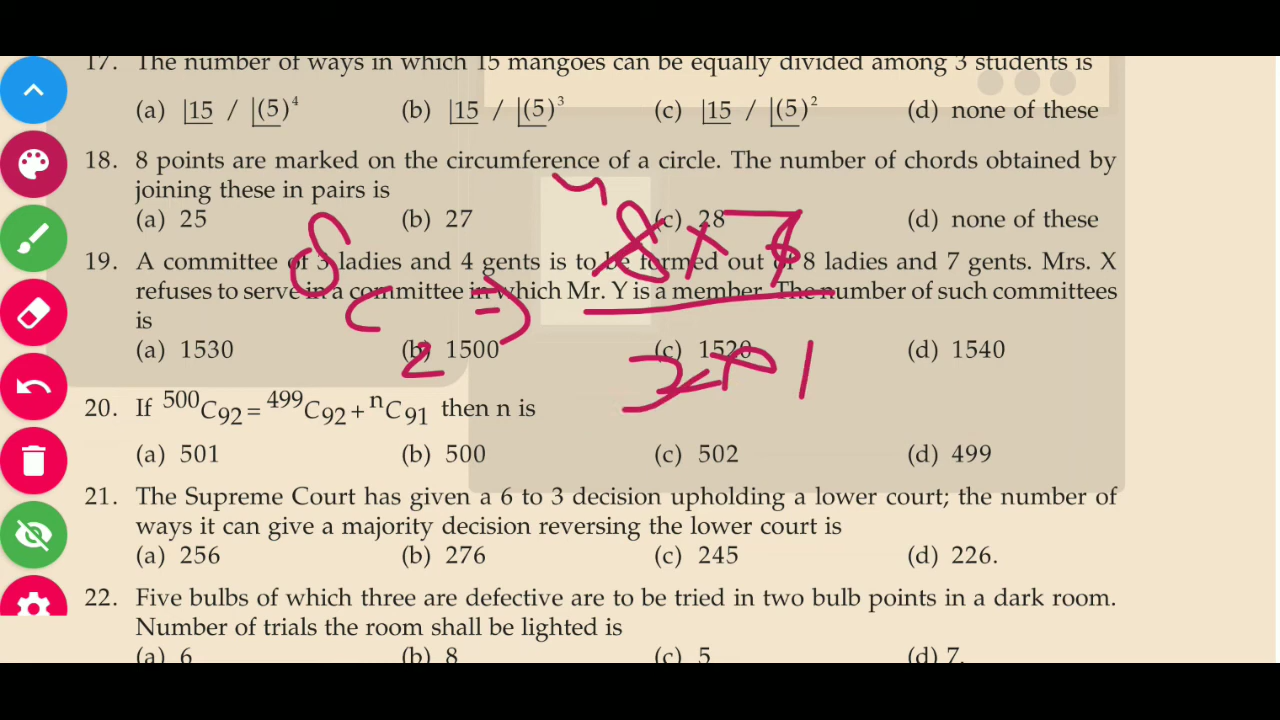 17. The number of ways in which 15 mangoes can be equally divided among 3 students is
(a) |15 / |(5)⁴ (b) |15 / |(5)³ (c) |15 / |(5)² (d) none of these
18. 8 points are marked on the circumference of a circle. The number of chords obtained by
joining these in pairs is
(a) 25 (b) 27 (c) 28 (d) none of these
19. A committee of 3 ladies and 4 gents is to be formed out of 8 ladies and 7 gents. Mrs. X
refuses to serve in a committee in which Mr. Y is a member. The number of such committees
is
(a) 1530 (b) 1500 (c) 1520 (d) 1540
20. If ⁵⁰⁰C₉₂ = ⁴⁹⁹C₉₂ + ⁿC₉₁ then n is
(a) 501 (b) 500 (c) 502 (d) 499
21. The Supreme Court has given a 6 to 3 decision upholding a lower court; the number of
ways it can give a majority decision reversing the lower court is
(a) 256 (b) 276 (c) 245 (d) 226.
22. Five bulbs of which three are defective are to be tried in two bulb points in a dark room.
Number of trials the room shall be lighted is
(a) 6 (b) 8 (c) 5 (d) 7.
8
C
2
8 × 7
1